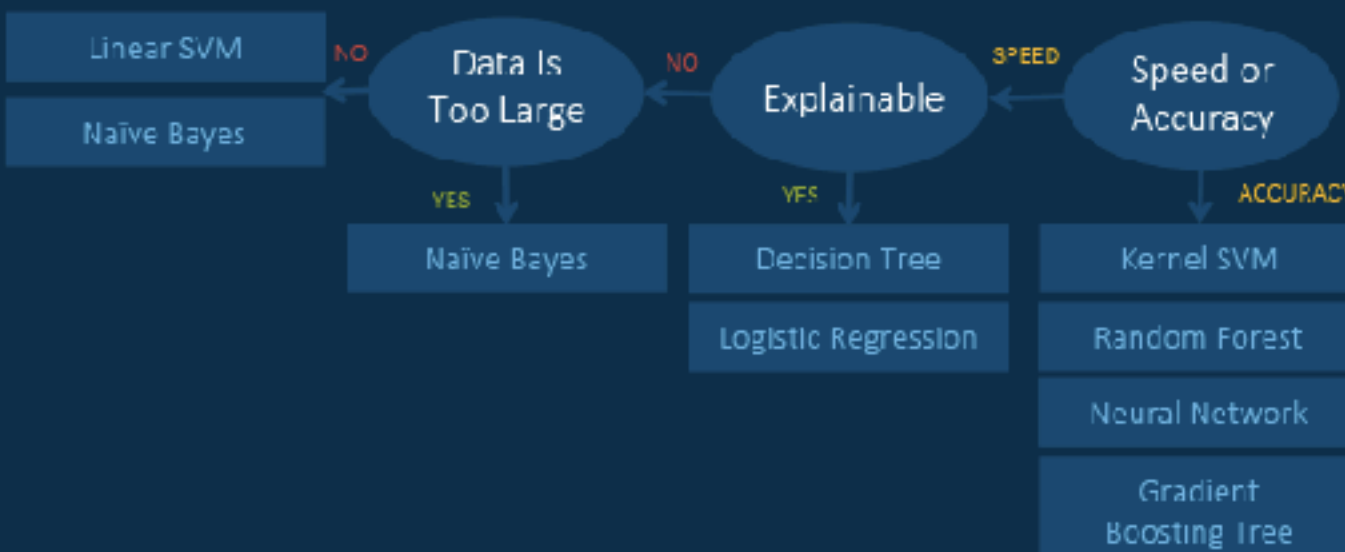 Linear SVM
NO
Data Is
Too Large
NO
Explainable
SPEED
Speed or
Accuracy
Naïve Bayes
YES
YES
ACCURACY
Naïve Bayes
Decision Tree
Kernel SVM
Logistic Regression
Random Forest
Neural Network
Gradient
Boosting Tree